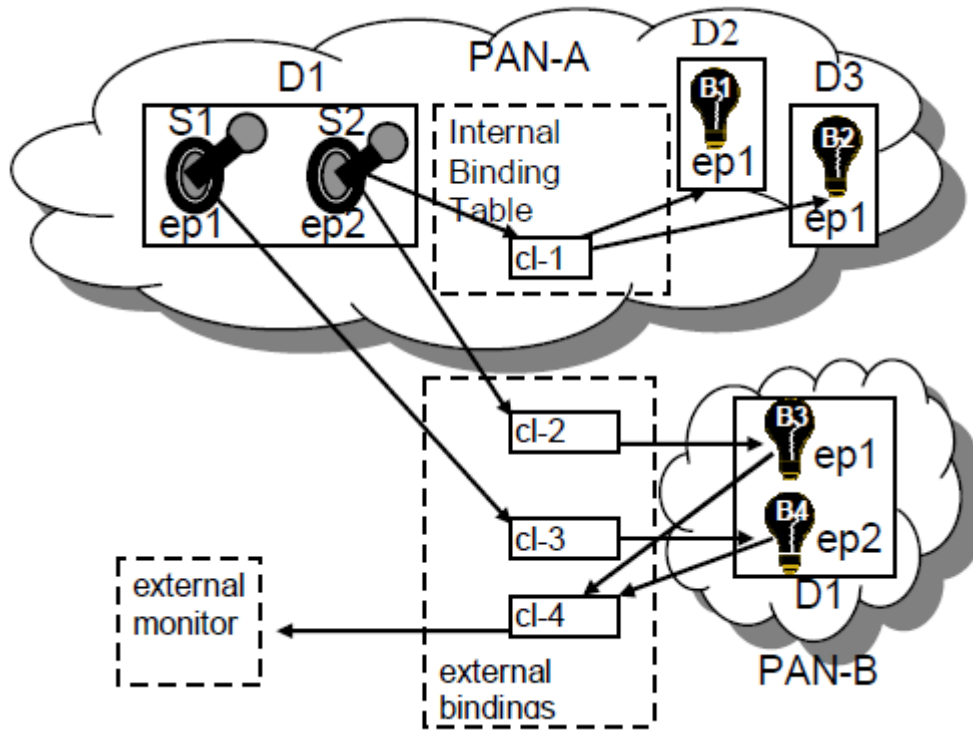 PAN-A
D1
S1
S2
ep1
ep2
Internal
Binding
Table
cl-1
D2
B1
ep1
D3
B2
ep1
cl-2
cl-3
cl-4
external
bindings
B3
ep1
B4
ep2
D1
PAN-B
external
monitor